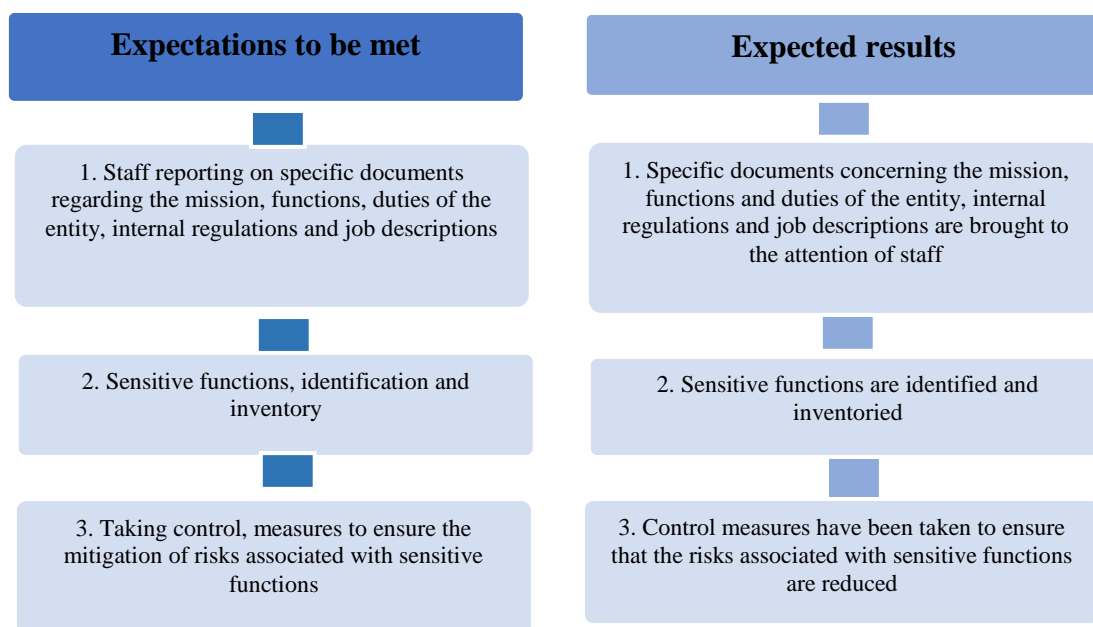 Expectations to be met
1. Staff reporting on specific documents
regarding the mission, functions, duties of the
entity, internal regulations and job descriptions
2. Sensitive functions, identification and
inventory
3. Taking control, measures to ensure the
mitigation of risks associated with sensitive
functions
Expected results
1. Specific documents concerning the mission,
functions and duties of the entity, internal
regulations and job descriptions are brought to
the attention of staff
2. Sensitive functions are identified and
inventoried
3. Control measures have been taken to ensure
that the risks associated with sensitive functions
are reduced